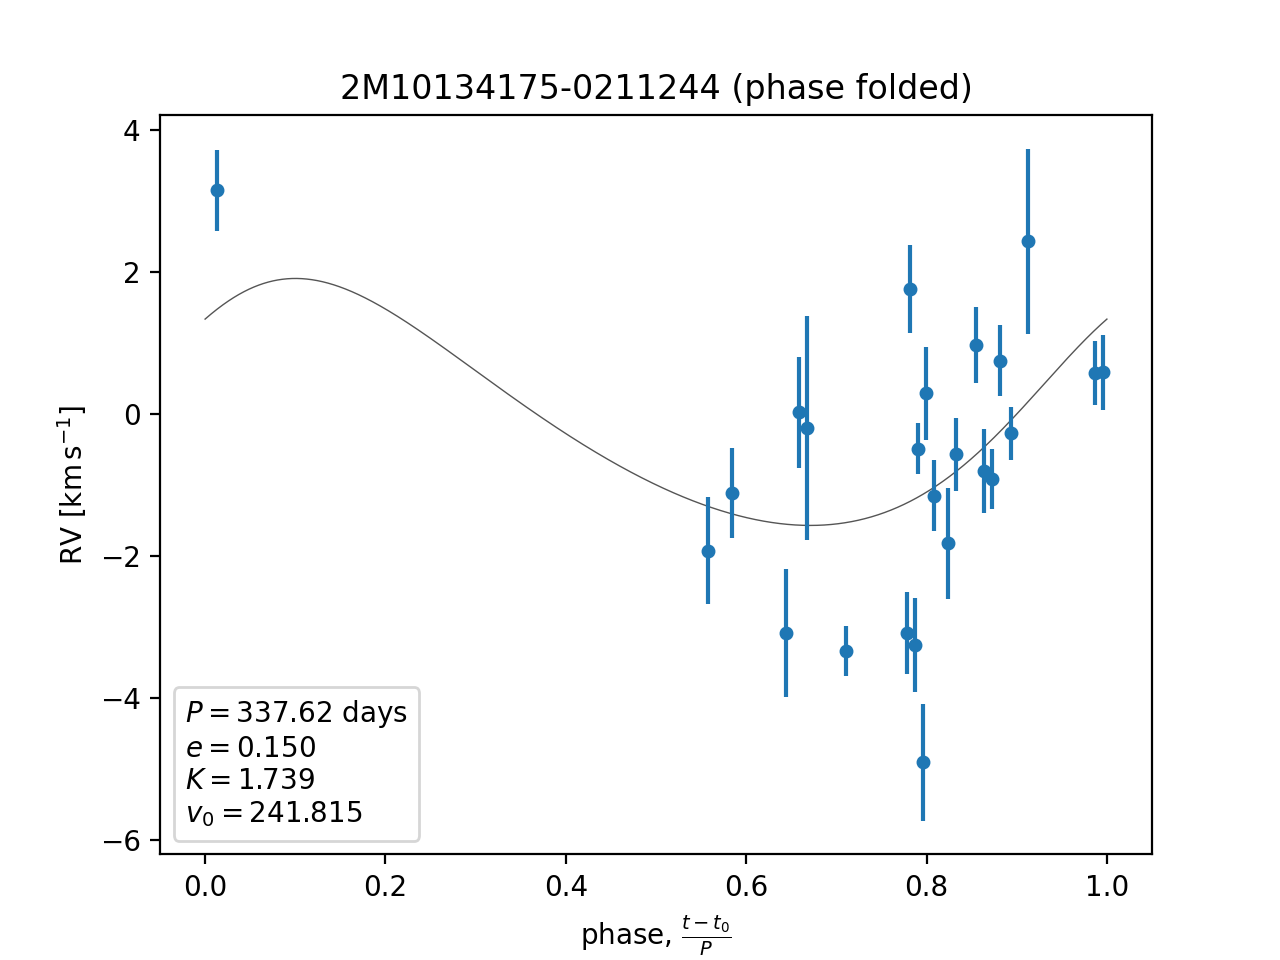 2M10134175-0211244 (phase folded)
4
2
0
−2
−4
−6
RV [km s⁻¹]
P = 337.62 days
e = 0.150
K = 1.739
v₀ = 241.815
0.0 0.2 0.4 0.6 0.8 1.0
phase, (t − t₀)/P